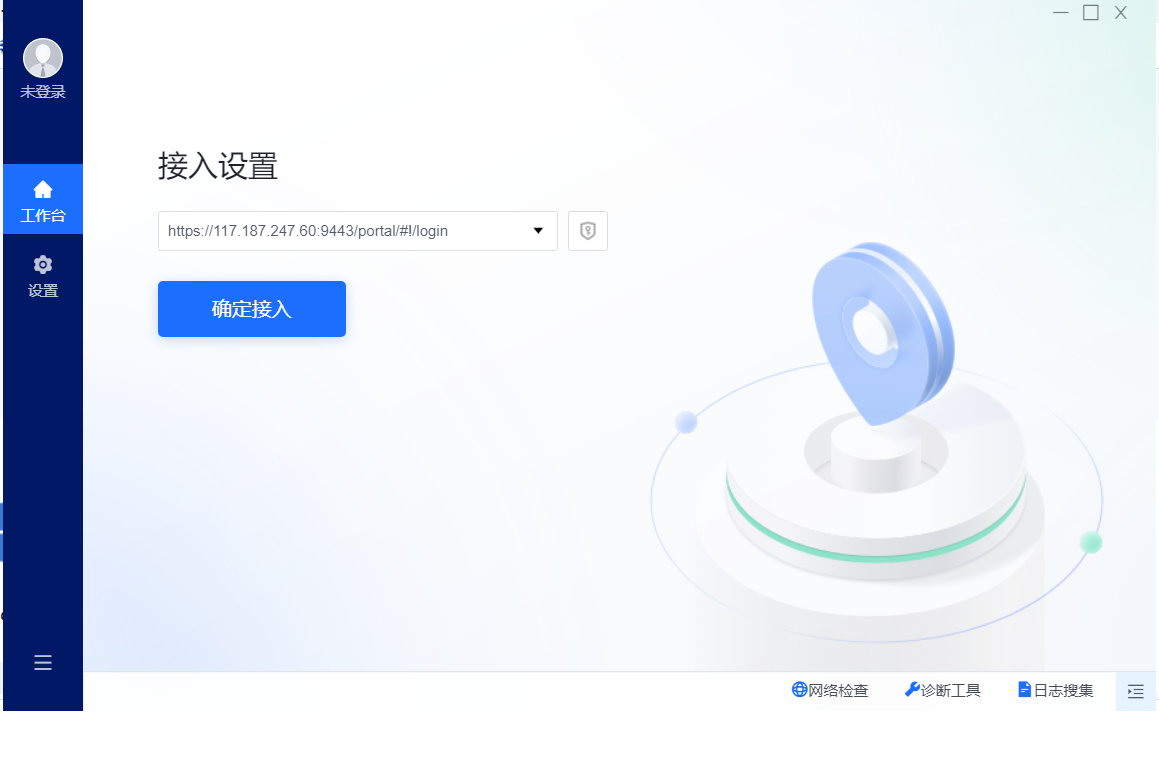 未登录
工作台
设置
接入设置
https://117.187.247.60:9443/portal/#!/login
确定接入
网络检查
诊断工具
日志搜集